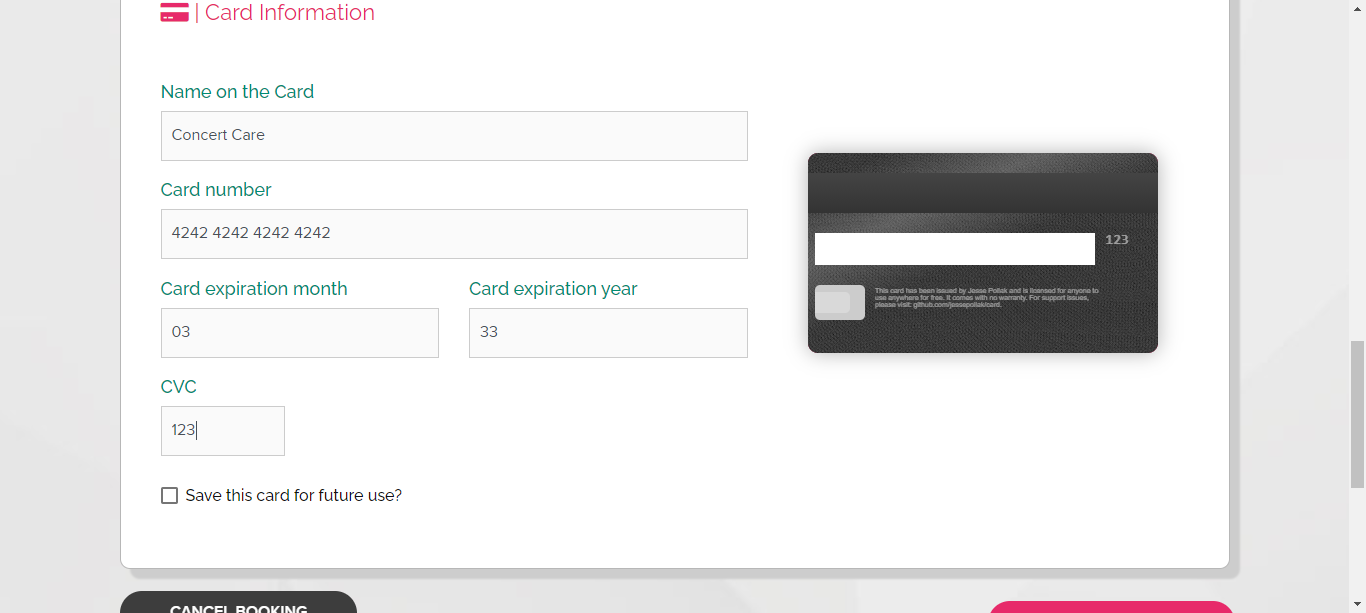 | Card Information
Name on the Card
Concert Care
Card number
4242 4242 4242 4242
Card expiration month
Card expiration year
03
33
CVC
123
Save this card for future use?
123
This card has been issued by Jesse Pollak and is licensed for anyone to
use anywhere for free. It comes with no warranty. For support issues,
please visit: github.com/jessepollak/card.
CANCEL BOOKING